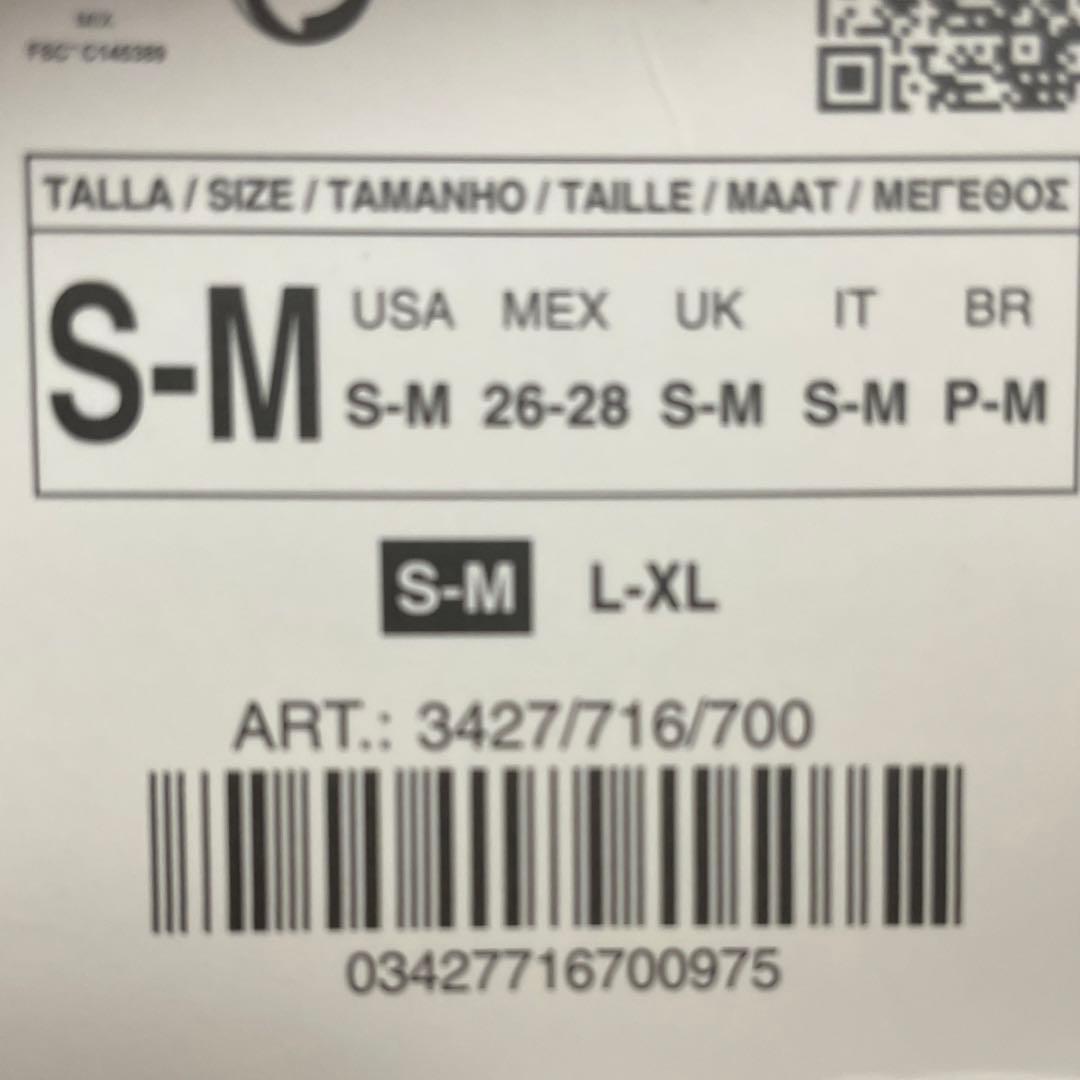 MIX
FSC™ C145389
TALLA / SIZE / TAMANHO / TAILLE / MAAT / ΜΕΓΕΘΟΣ
S-M
USA MEX UK IT BR
S-M 26-28 S-M S-M P-M
S-M L-XL
ART.: 3427/716/700
03427716700975